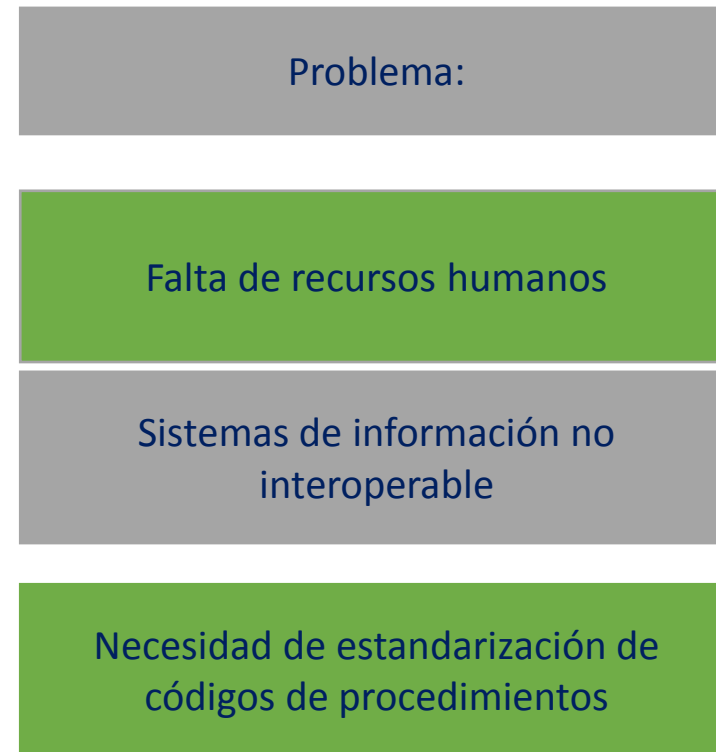 Problema:
Falta de recursos humanos
Sistemas de información no
interoperable
Necesidad de estandarización de
códigos de procedimientos